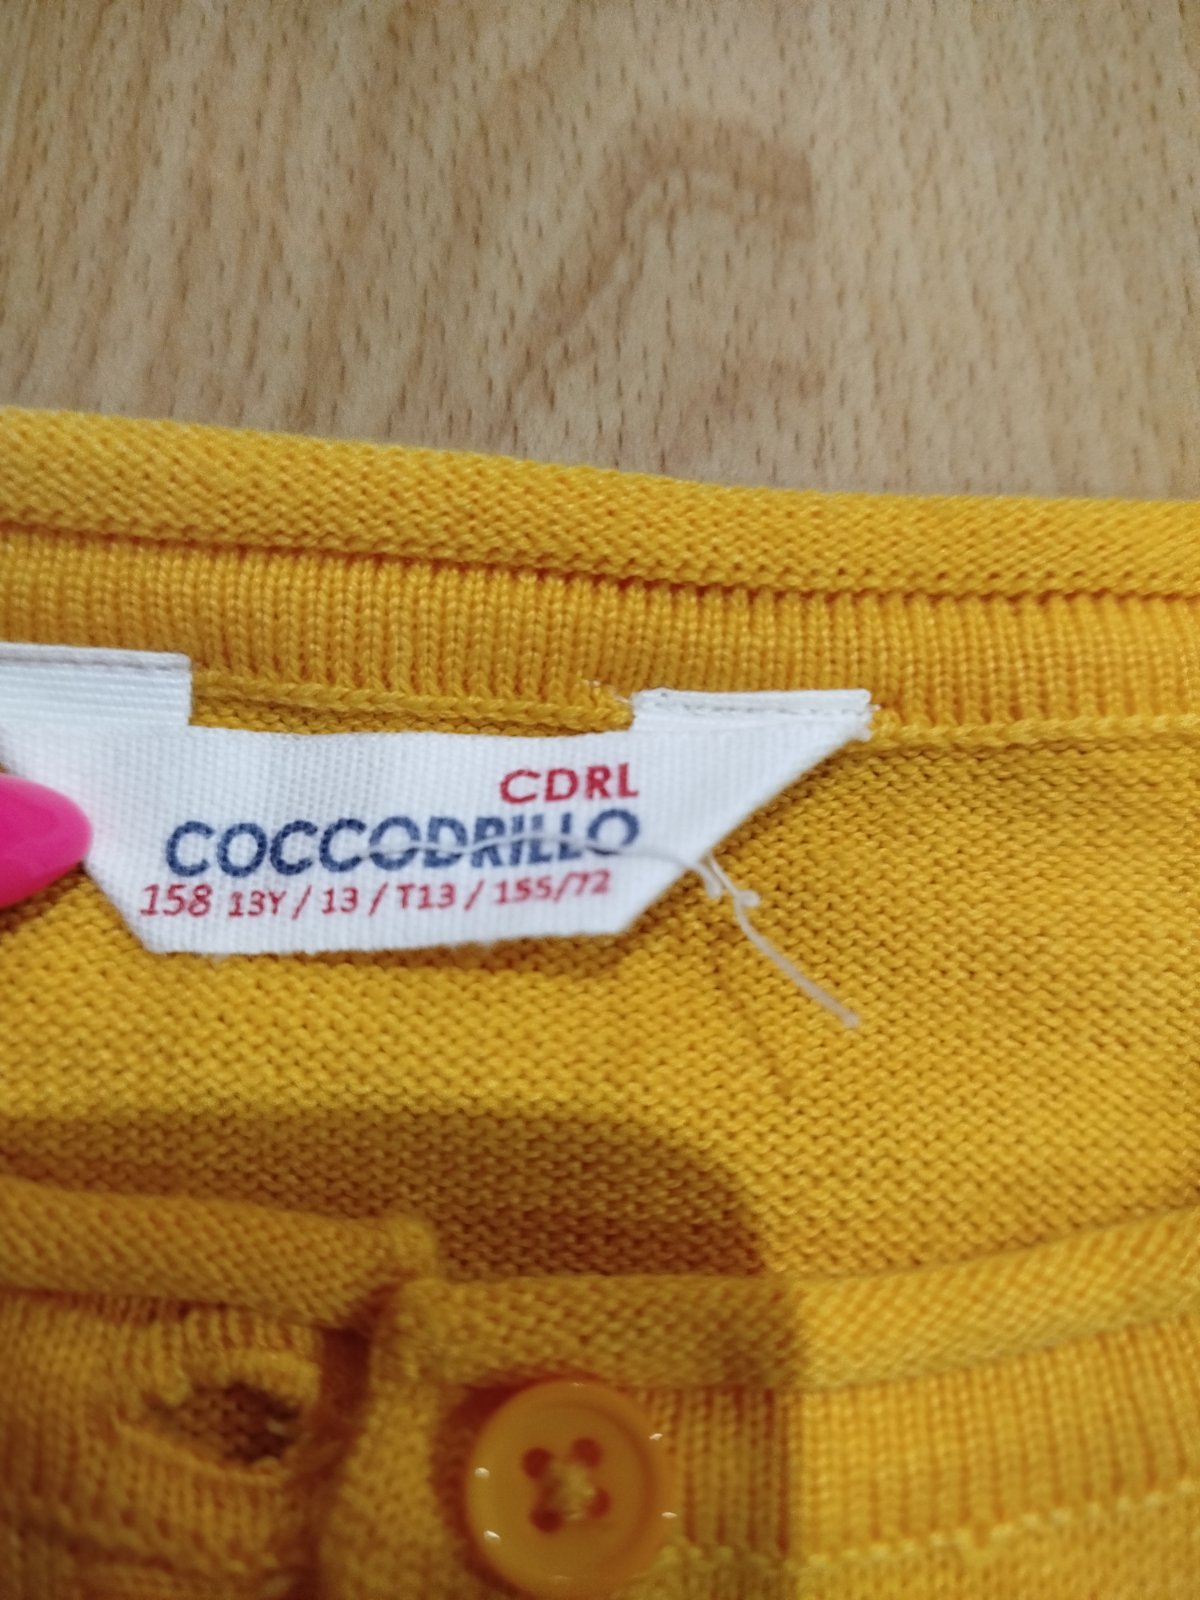 CDRL
COCCODRILLO
158 13Y / 13 / T13 / 155/72